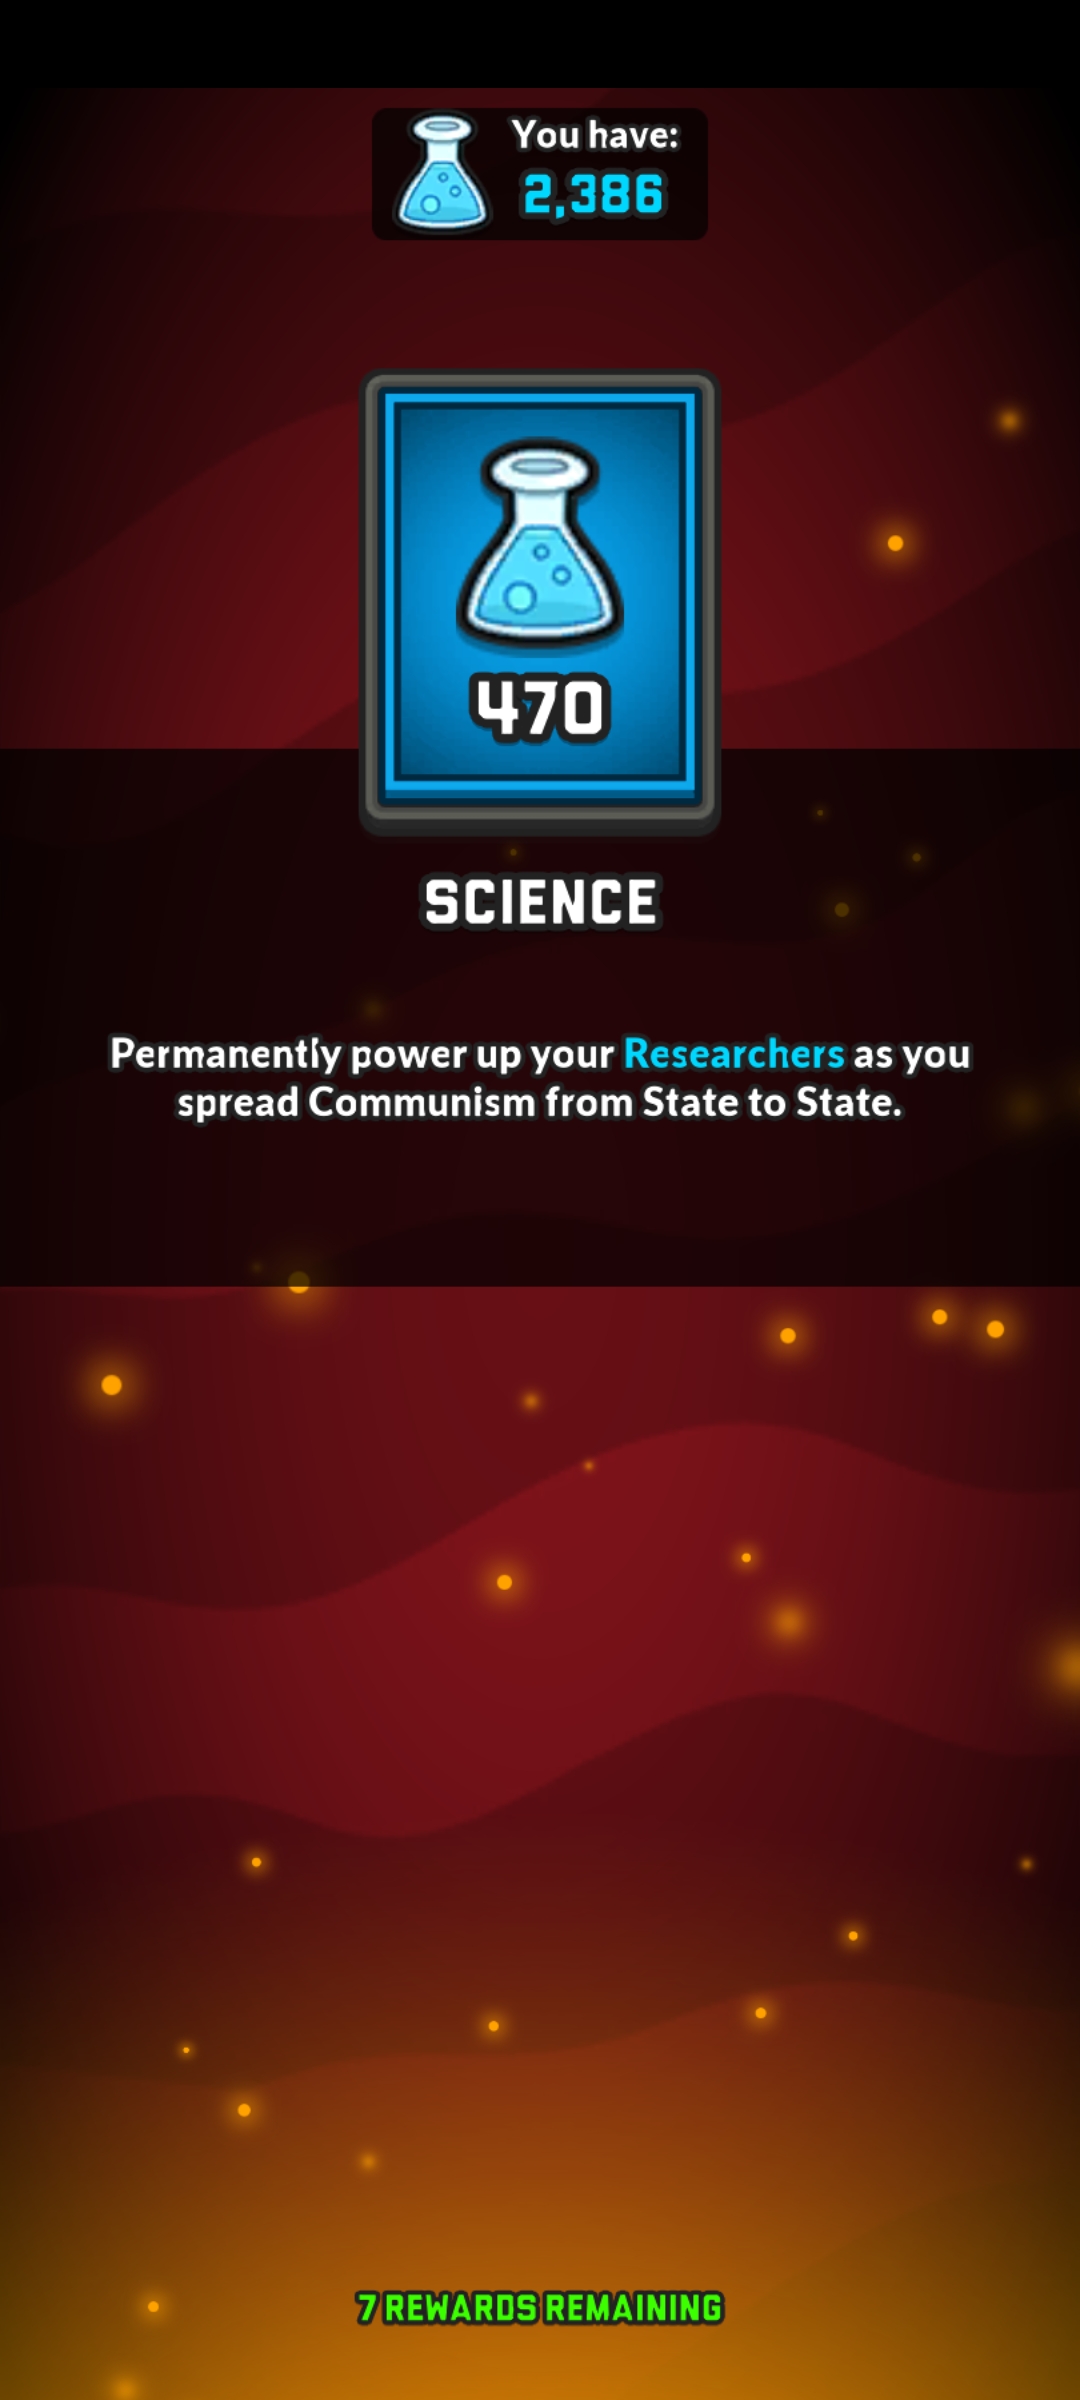 You have:
2,386
470
SCIENCE
Permanently power up your Researchers as you
spread Communism from State to State.
7 REWARDS REMAINING